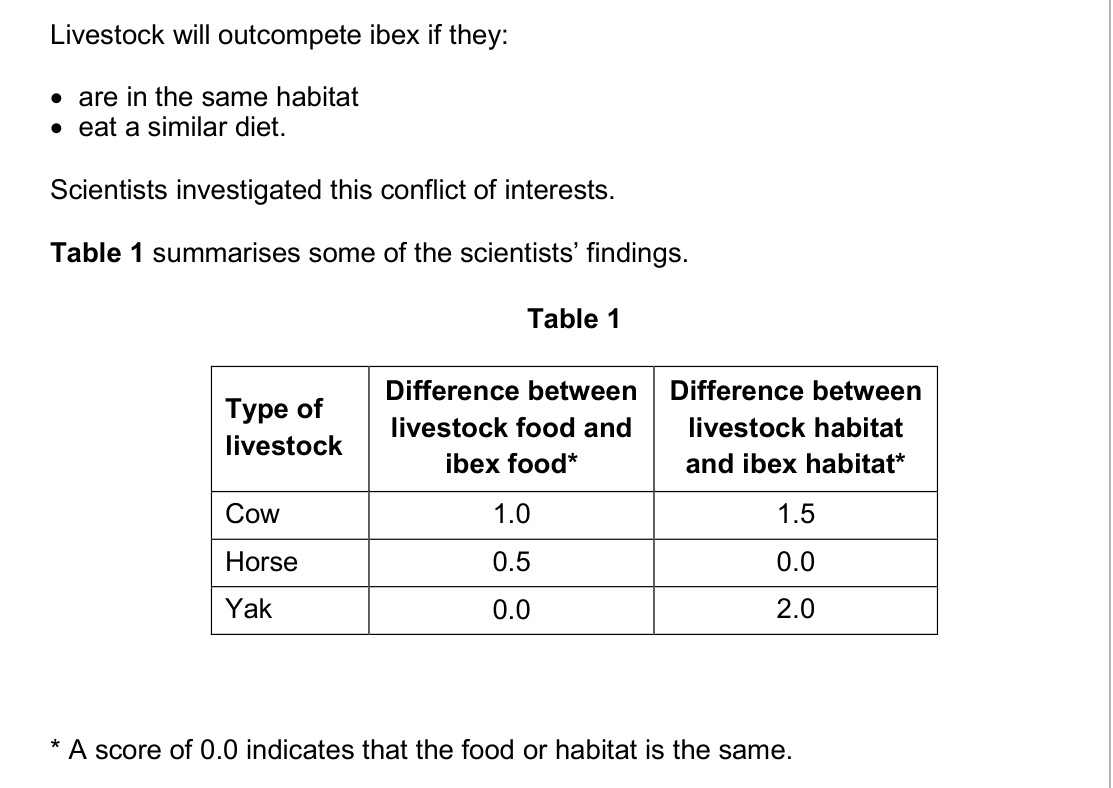 Livestock will outcompete ibex if they:
• are in the same habitat
• eat a similar diet.
Scientists investigated this conflict of interests.
Table 1 summarises some of the scientists’ findings.
Table 1
Type of livestock | Difference between livestock food and ibex food* | Difference between livestock habitat and ibex habitat*
Cow | 1.0 | 1.5
Horse | 0.5 | 0.0
Yak | 0.0 | 2.0
* A score of 0.0 indicates that the food or habitat is the same.